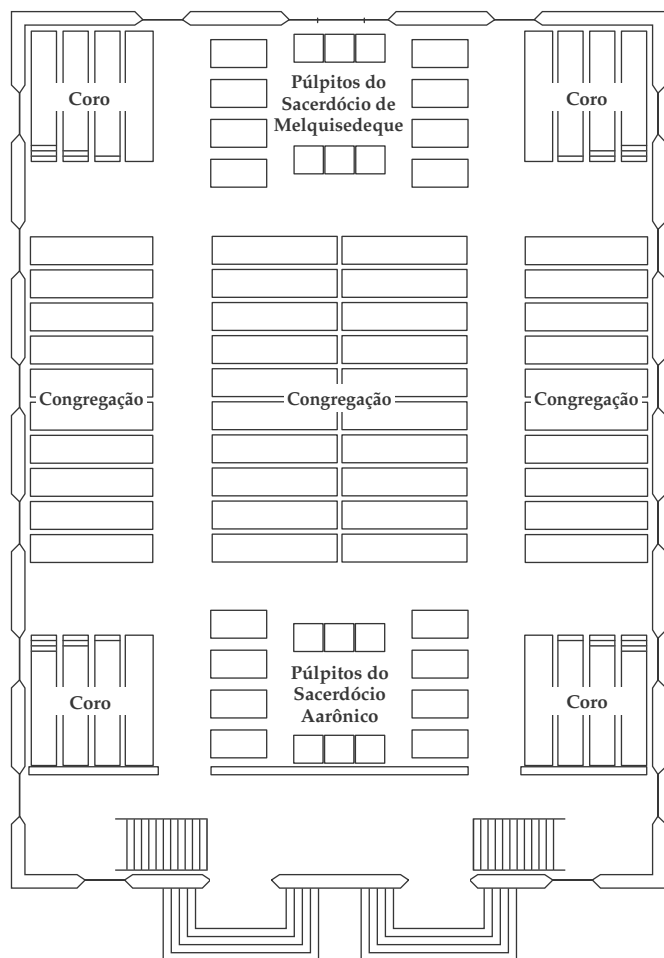 Coro
Púlpitos do
Sacerdócio de
Melquisedeque
Coro
Congregação
Congregação
Congregação
Coro
Púlpitos do
Sacerdócio
Aarônico
Coro